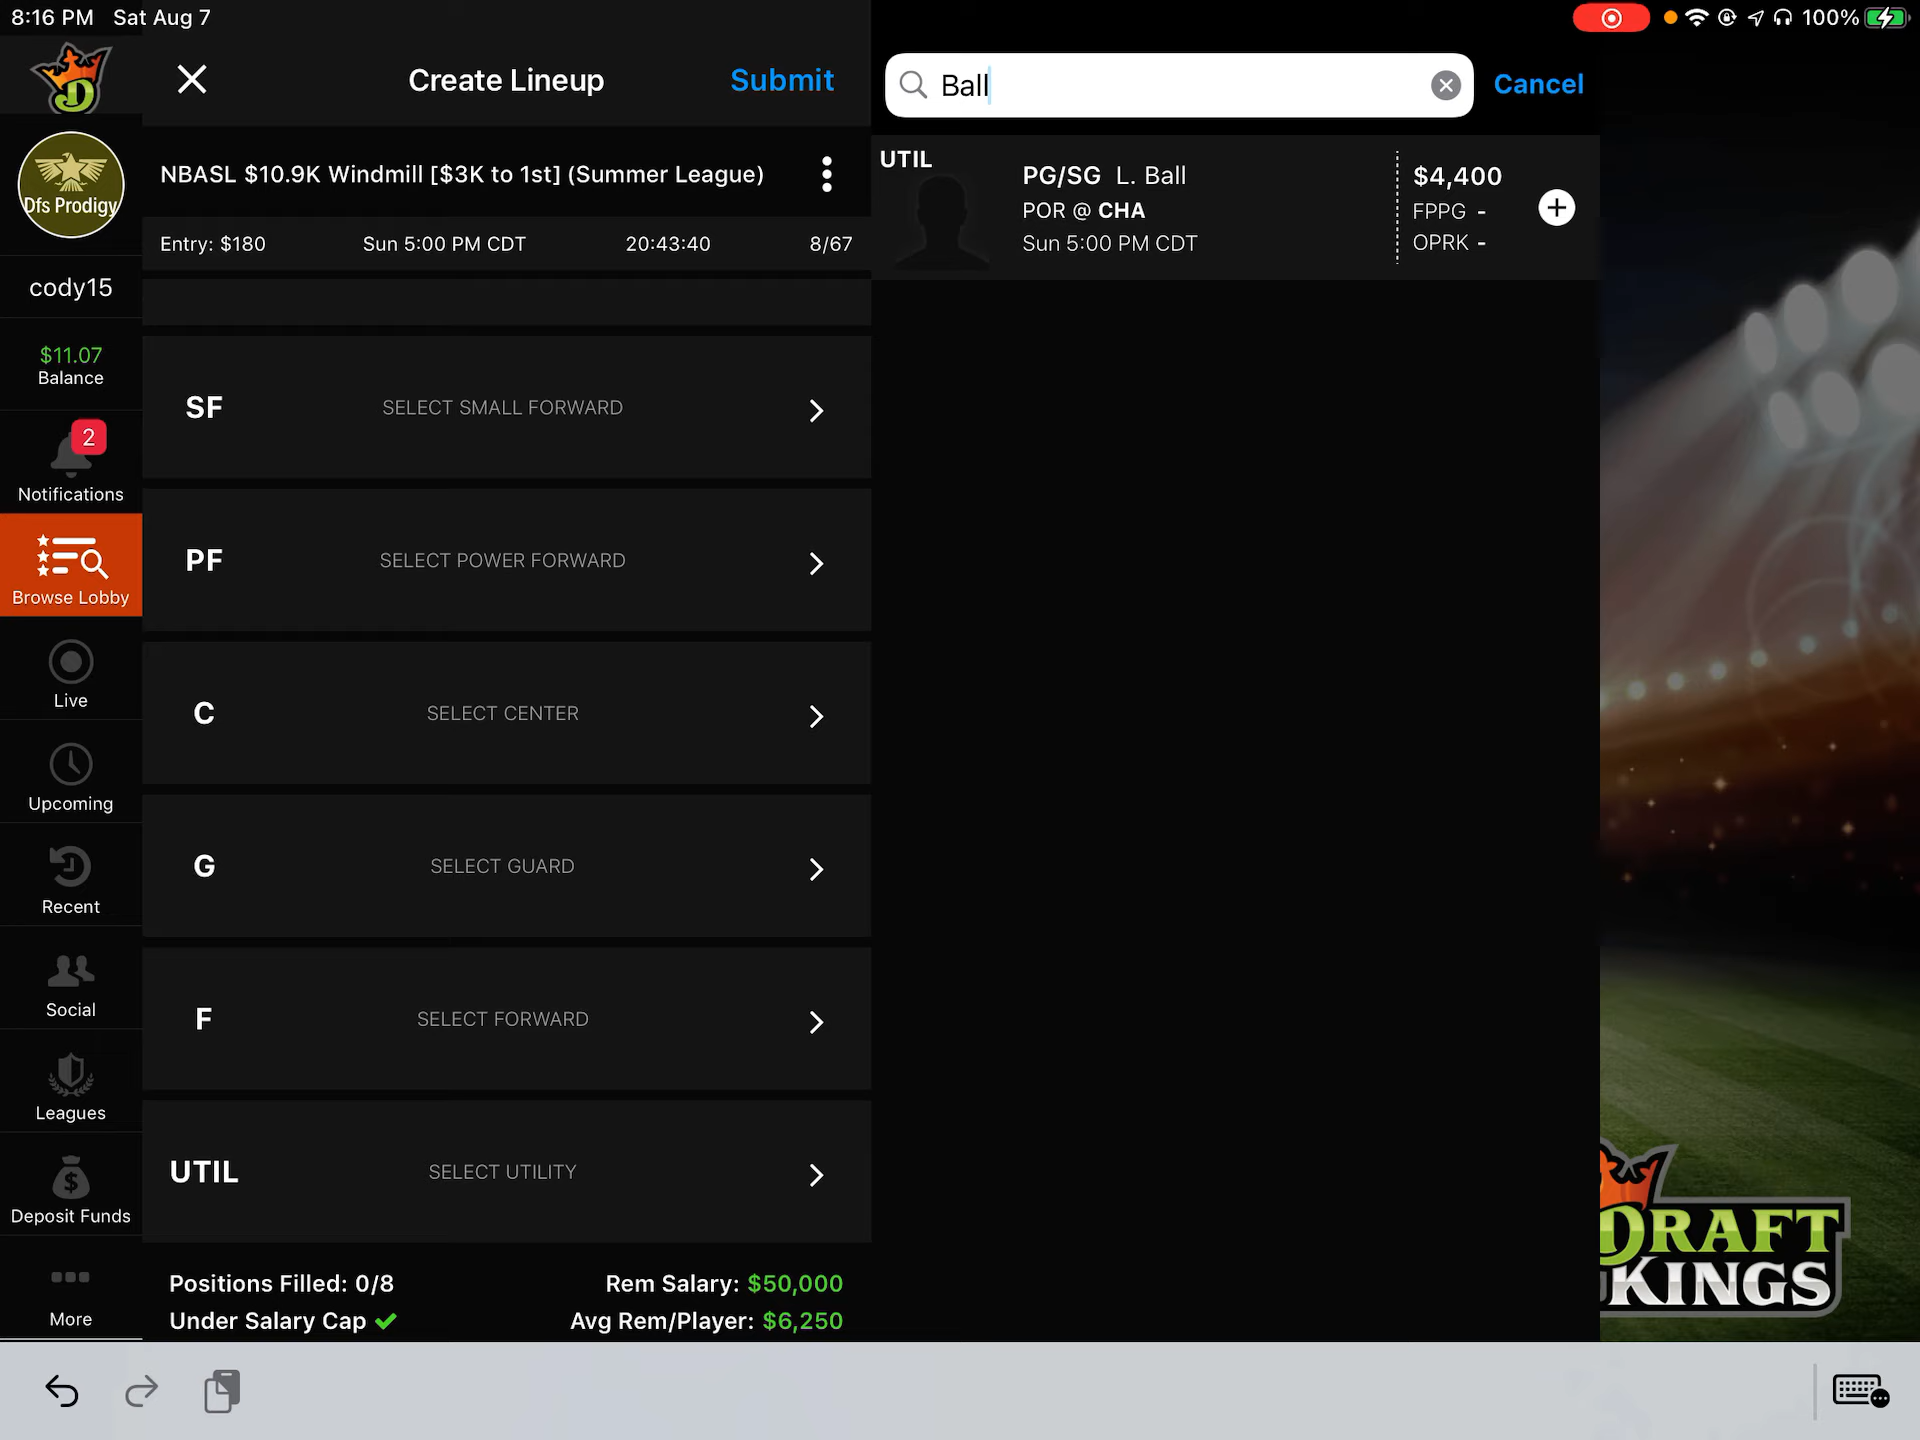 8:16 PM Sat Aug 7
100%
Dfs Prodigy
cody15
$11.07
Balance
2
Notifications
Browse Lobby
Live
Upcoming
Recent
Social
Leagues
Deposit Funds
More
Create Lineup
Submit
NBASL $10.9K Windmill [$3K to 1st] (Summer League)
Entry: $180 Sun 5:00 PM CDT 20:43:40 8/67
SF SELECT SMALL FORWARD
PF SELECT POWER FORWARD
C SELECT CENTER
G SELECT GUARD
F SELECT FORWARD
UTIL SELECT UTILITY
Positions Filled: 0/8 Rem Salary: $50,000
Under Salary Cap Avg Rem/Player: $6,250
Ball
Cancel
UTIL
PG/SG L. Ball $4,400
POR @ CHA FPPG -
Sun 5:00 PM CDT OPRK -
DRAFT
KINGS